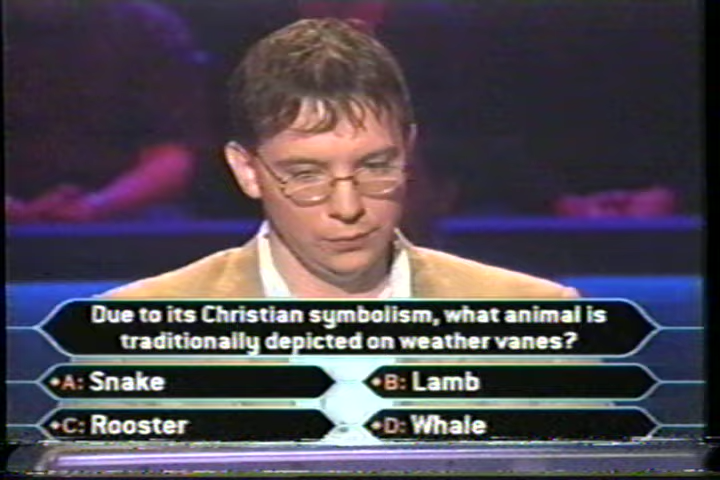 Due to its Christian symbolism, what animal is
traditionally depicted on weather vanes?
A: Snake
B: Lamb
C: Rooster
D: Whale